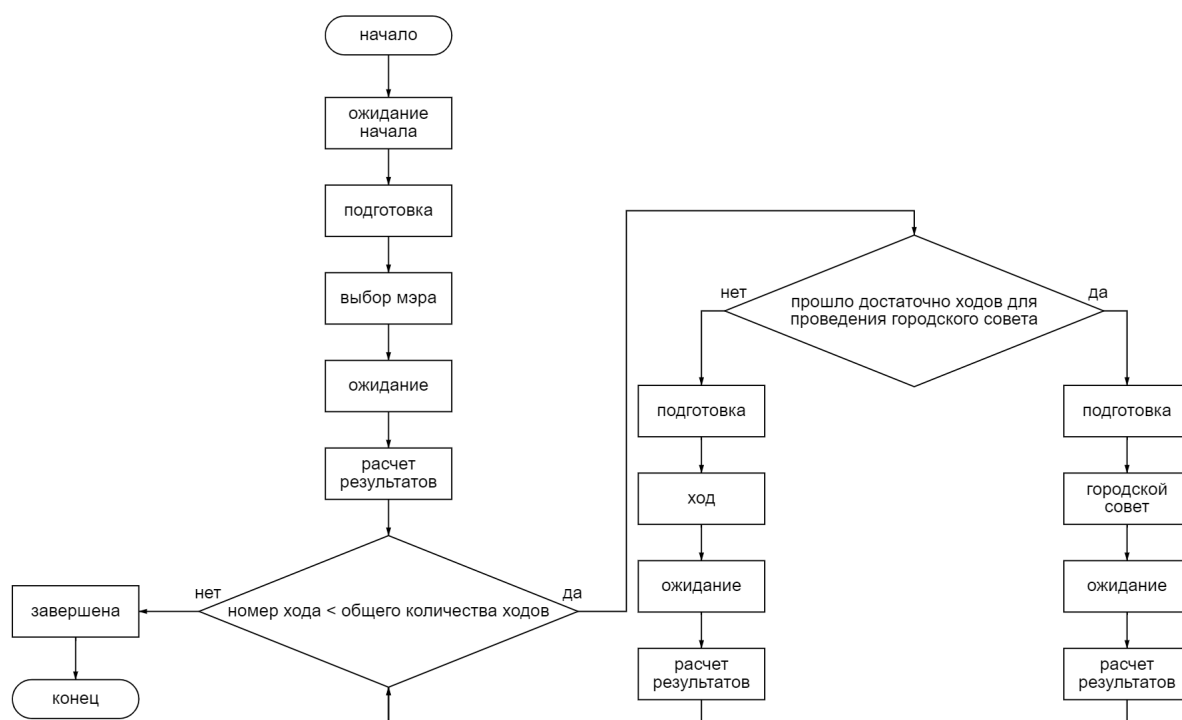 начало
ожидание
начала
подготовка
выбор мэра
ожидание
расчет
результатов
нет
номер хода < общего количества ходов
да
завершена
конец
нет
прошло достаточно ходов для
проведения городского совета
да
подготовка
ход
ожидание
расчет
результатов
подготовка
городской
совет
ожидание
расчет
результатов